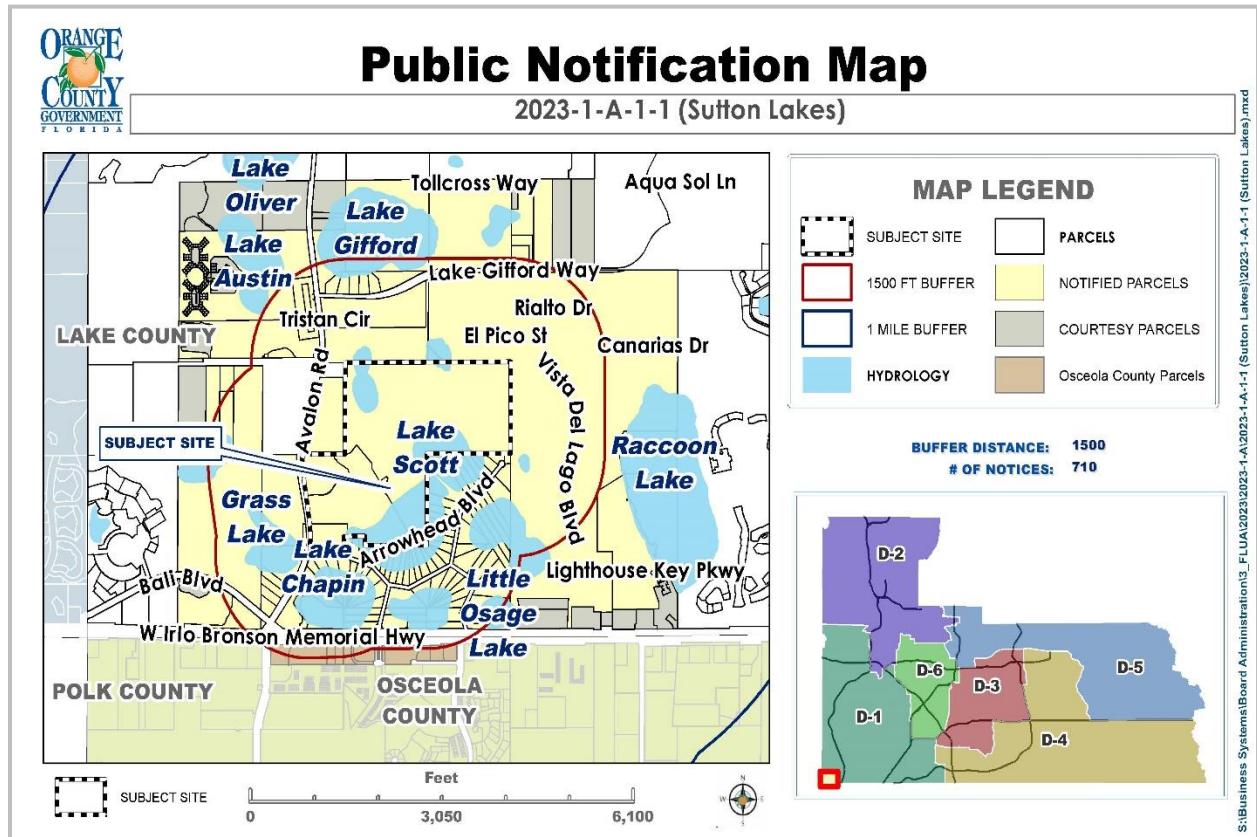 ORANGE
COUNTY
GOVERNMENT
FLORIDA
Public Notification Map
2023-1-A-1-1 (Sutton Lakes)
Lake
Oliver
Tollcross Way
Aqua Sol Ln
Lake
Gifford
Lake
Austin
Lake Gifford Way
Rialto Dr
Tristan Cir
El Pico St
LAKE COUNTY
Canarias Dr
Avalon Rd
Vista Del Lago Blvd
SUBJECT SITE
Lake
Scott
Raccoon
Lake
Grass
Lake
Arrowhead Blvd
Lake
Chapin
Bali Blvd
Little
Osage
Lake
Lighthouse Key Pkwy
W Irlo Bronson Memorial Hwy
POLK COUNTY
OSCEOLA
COUNTY
SUBJECT SITE
Feet
0 3,050 6,100
N
W E
S
MAP LEGEND
SUBJECT SITE
PARCELS
1500 FT BUFFER
NOTIFIED PARCELS
1 MILE BUFFER
COURTESY PARCELS
HYDROLOGY
Osceola County Parcels
BUFFER DISTANCE: 1500
# OF NOTICES: 710
D-2
D-6
D-3
D-5
D-1
D-4
S:\Business Systems\Board Administration\3_FLUA\2023\2023-1-A\2023-1-A-1-1 (Sutton Lakes)\2023-1-A-1-1 (Sutton Lakes).mxd